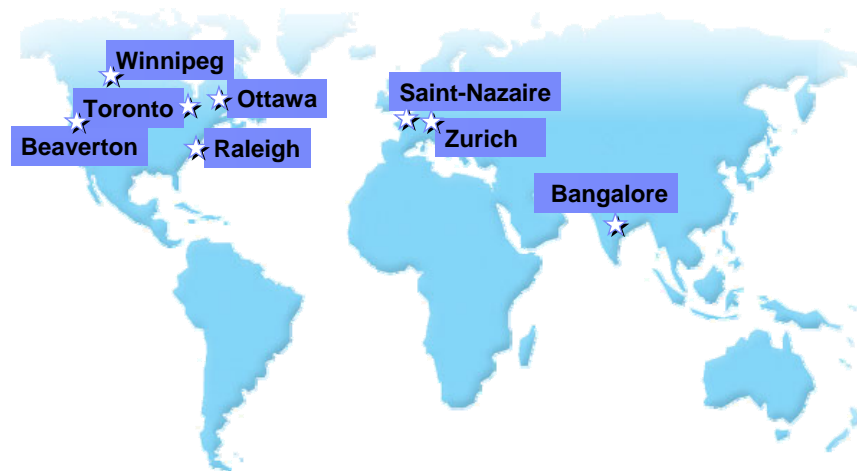 Winnipeg
Toronto
Ottawa
Beaverton
Raleigh
Saint-Nazaire
Zurich
Bangalore